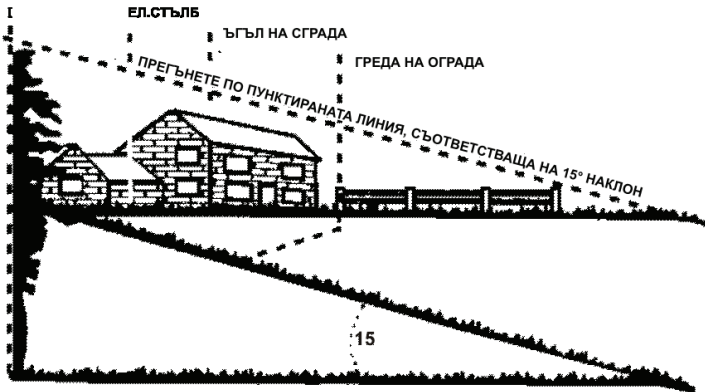 I
ЕЛ.СТЪЛБ
ЪГЪЛ НА СГРАДА
ГРЕДА НА ОГРАДА
ПРЕГЪНЕТЕ ПО ПУНКТИРАНАТА ЛИНИЯ, СЪОТВЕТСТВАЩА НА 15° НАКЛОН
15